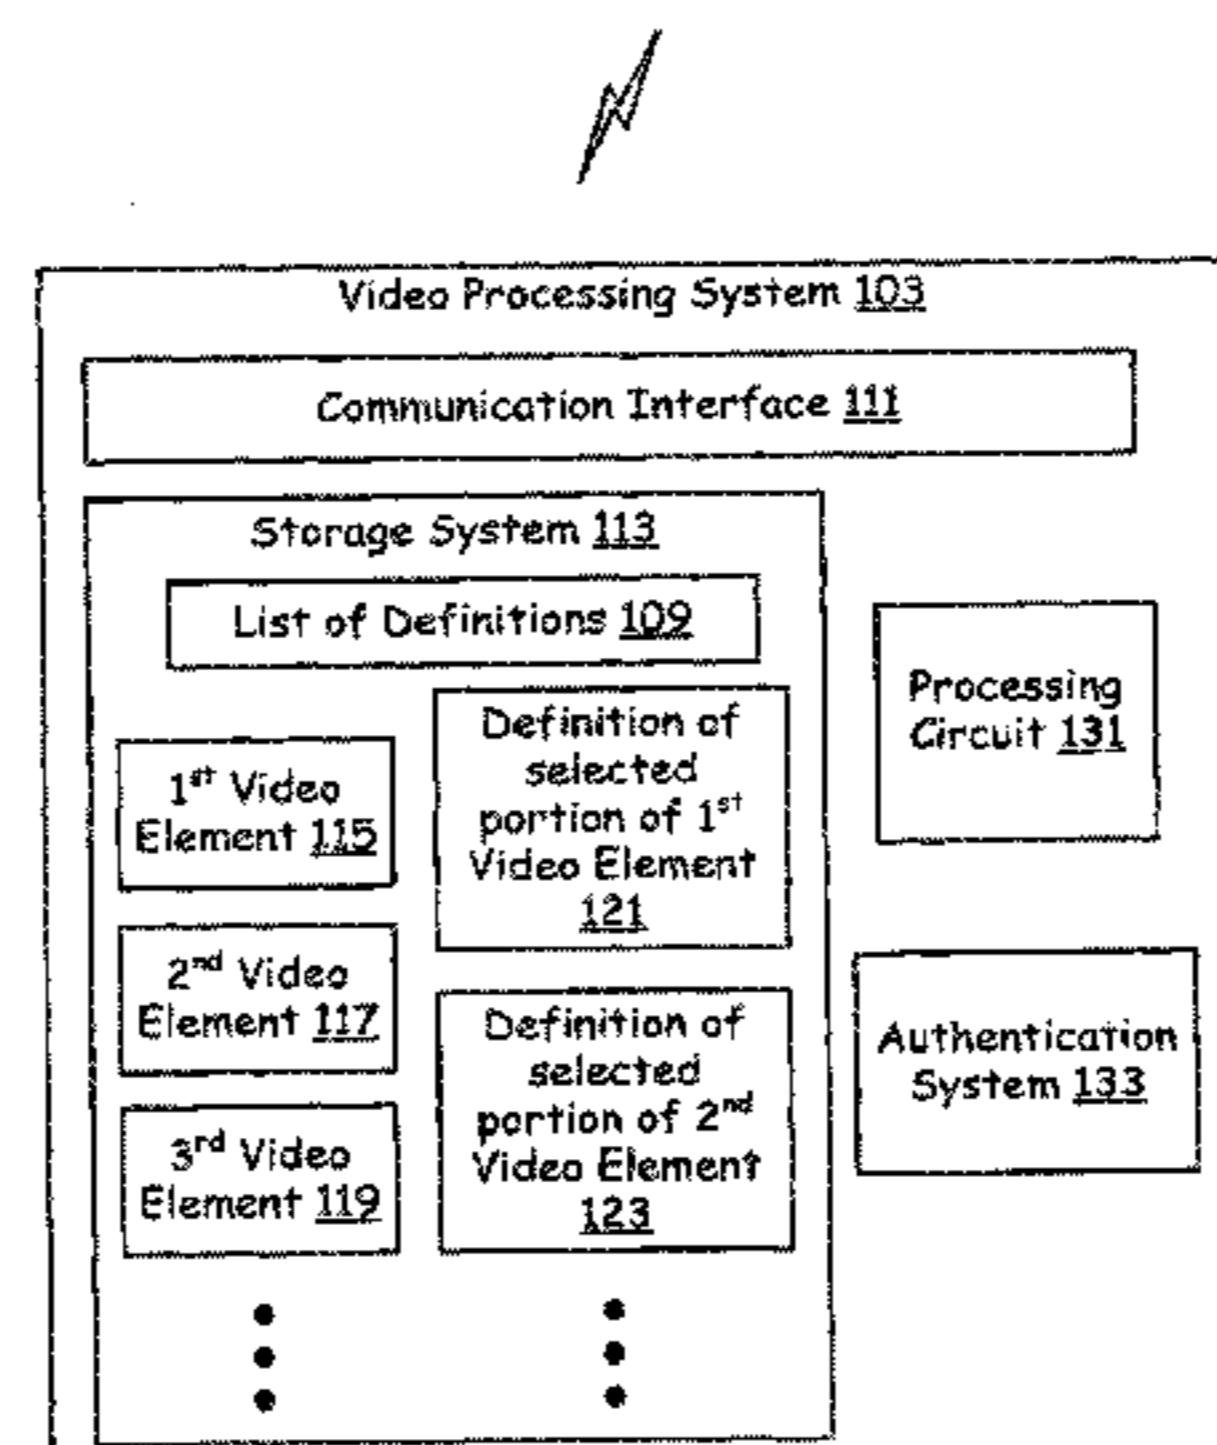 Video Processing System 103
Communication Interface 111
Storage System 113
List of Definitions 109
1st Video
Element 115
2nd Video
Element 117
3rd Video
Element 119
Definition of
selected
portion of 1st
Video Element
121
Definition of
selected
portion of 2nd
Video Element
123
Processing
Circuit 131
Authentication
System 133